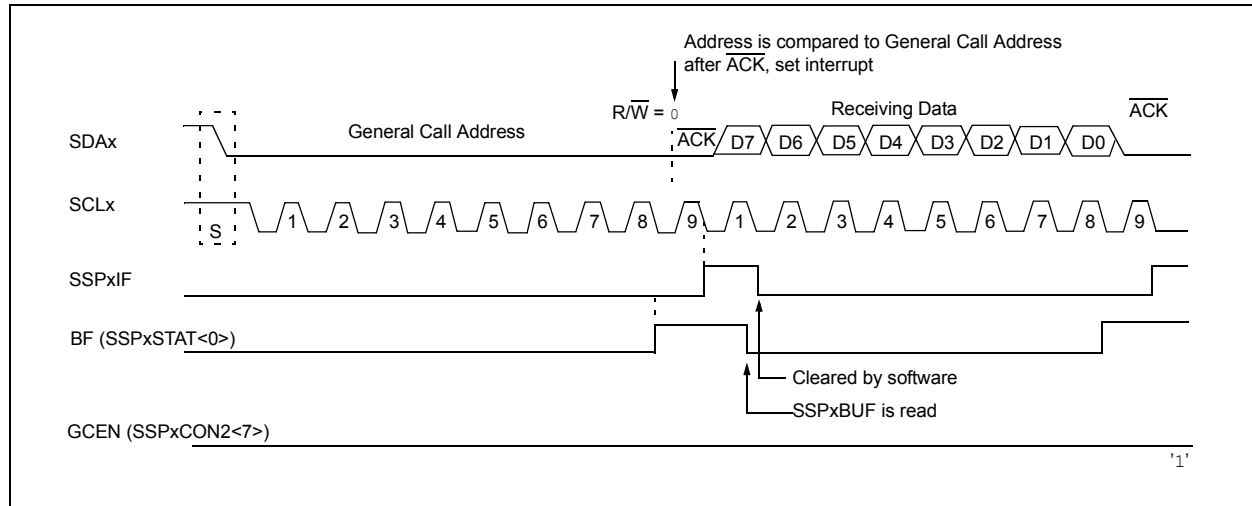 Address is compared to General Call Address
after ACK, set interrupt
R/W = 0
Receiving Data
ACK
General Call Address
SDAx
ACK D7 D6 D5 D4 D3 D2 D1 D0
SCLx
S
1 2 3 4 5 6 7 8 9 1 2 3 4 5 6 7 8 9
SSPxIF
BF (SSPxSTAT<0>)
Cleared by software
SSPxBUF is read
GCEN (SSPxCON2<7>)
'1'